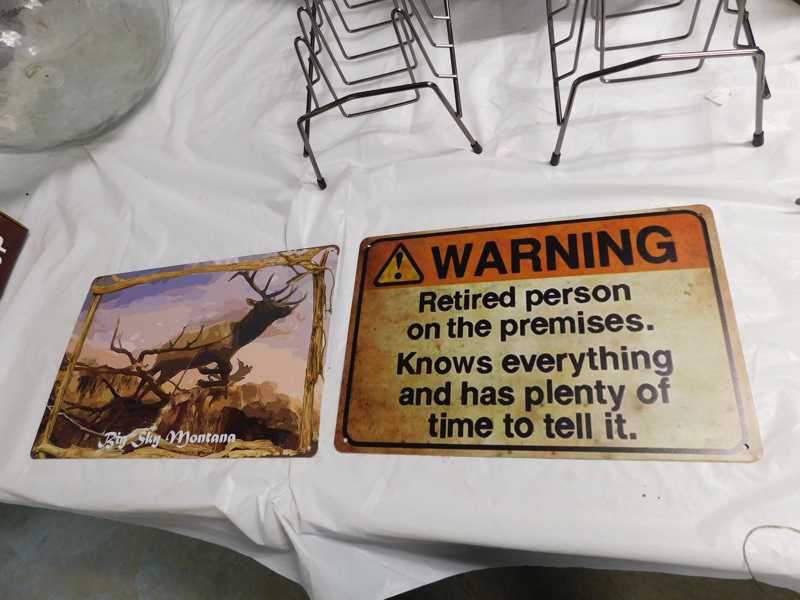 Big Sky Montana
WARNING
Retired person
on the premises.
Knows everything
and has plenty of
time to tell it.